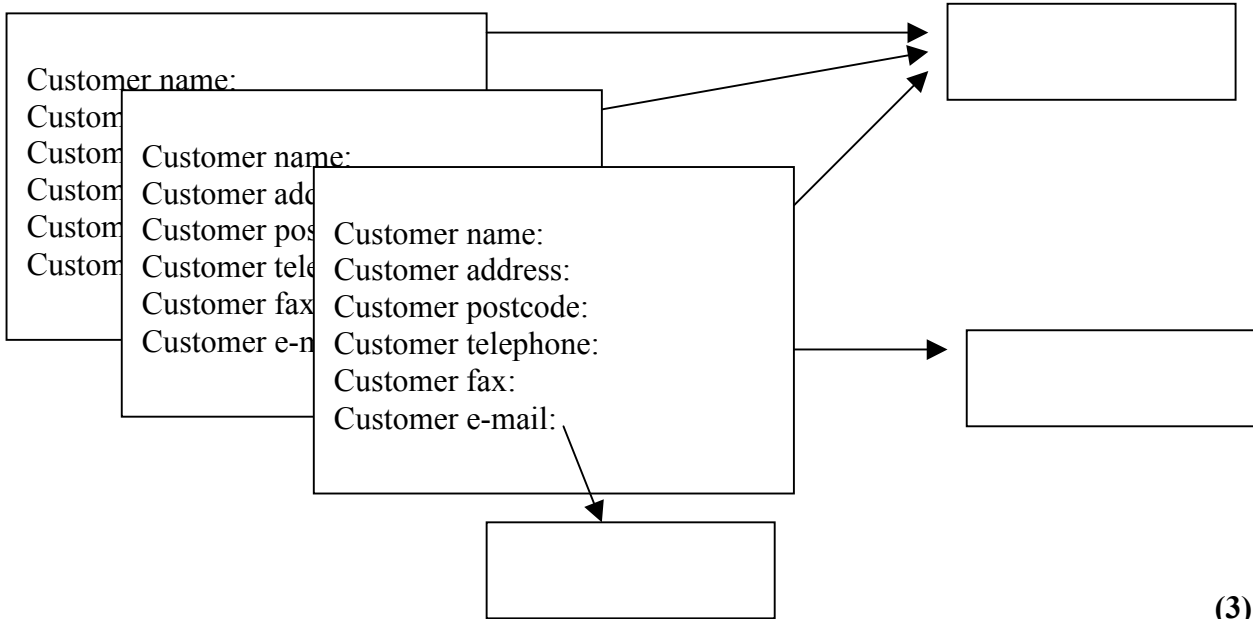 Customer name:
Custom
Custom
Custom
Custom
Custom
Customer name:
Customer add
Customer pos
Customer tele
Customer fax
Customer e-m
Customer name:
Customer address:
Customer postcode:
Customer telephone:
Customer fax:
Customer e-mail:
(3)